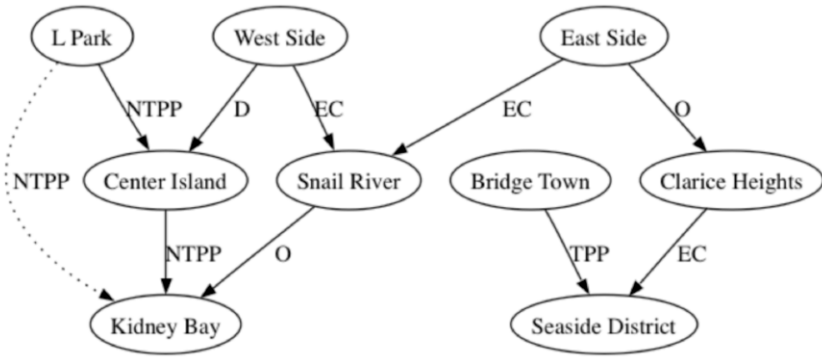 L Park
West Side
East Side
NTPP
D
EC
EC
O
NTPP
Center Island
Snail River
Bridge Town
Clarice Heights
NTPP
O
TPP
EC
Kidney Bay
Seaside District